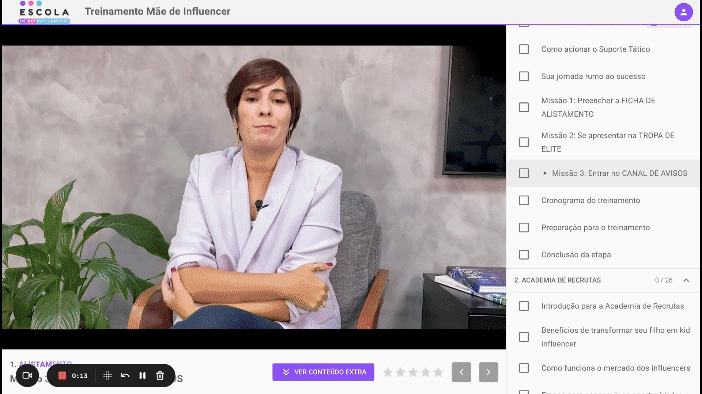 ESCOLA
Treinamento Mãe de Influencer
Como acionar o Suporte Tático
Sua jornada rumo ao sucesso
Missão 1: Preencher a FICHA DE
ALISTAMENTO
Missão 2: Se apresentar na TROPA DE
ELITE
Missão 3: Entrar no CANAL DE AVISOS
Cronograma do treinamento
Preparação para o treinamento
Conclusão da etapa
2. ACADEMIA DE RECRUTAS 0 / 26
Introdução para a Academia de Recrutas
Benefícios de transformar seu filho em kid
influencer
Como funciona o mercado dos influencers
1. ALISTAMENTO
VER CONTEÚDO EXTRA
0:13